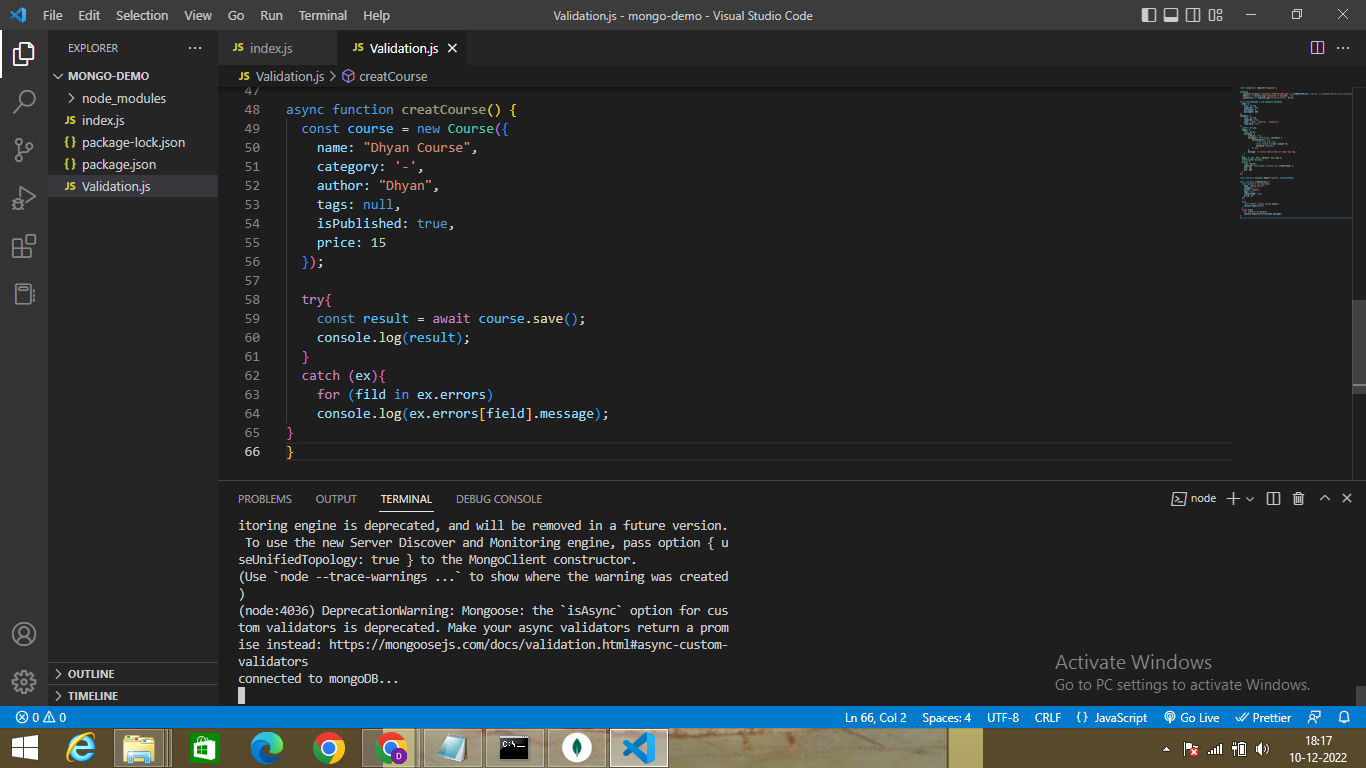 File Edit Selection View Go Run Terminal Help
Validation.js - mongo-demo - Visual Studio Code
EXPLORER
MONGO-DEMO
node_modules
JS index.js
{} package-lock.json
{} package.json
JS Validation.js
OUTLINE
TIMELINE
JS index.js
JS Validation.js
JS Validation.js > creatCourse
47
48 async function creatCourse() {
49 const course = new Course({
50 name: "Dhyan Course",
51 category: '-',
52 author: "Dhyan",
53 tags: null,
54 isPublished: true,
55 price: 15
56 });
57
58 try{
59 const result = await course.save();
60 console.log(result);
61 }
62 catch (ex){
63 for (fild in ex.errors)
64 console.log(ex.errors[field].message);
65 }
66 }
PROBLEMS OUTPUT TERMINAL DEBUG CONSOLE
node
itoring engine is deprecated, and will be removed in a future version.
To use the new Server Discover and Monitoring engine, pass option { u
seUnifiedTopology: true } to the MongoClient constructor.
(Use `node --trace-warnings ...` to show where the warning was created
)
(node:4036) DeprecationWarning: Mongoose: the `isAsync` option for cus
tom validators is deprecated. Make your async validators return a prom
ise instead: https://mongoosejs.com/docs/validation.html#async-custom-
validators
connected to mongoDB...
Activate Windows
Go to PC settings to activate Windows.
0 0
Ln 66, Col 2 Spaces: 4 UTF-8 CRLF {} JavaScript Go Live Prettier
D
18:17
10-12-2022